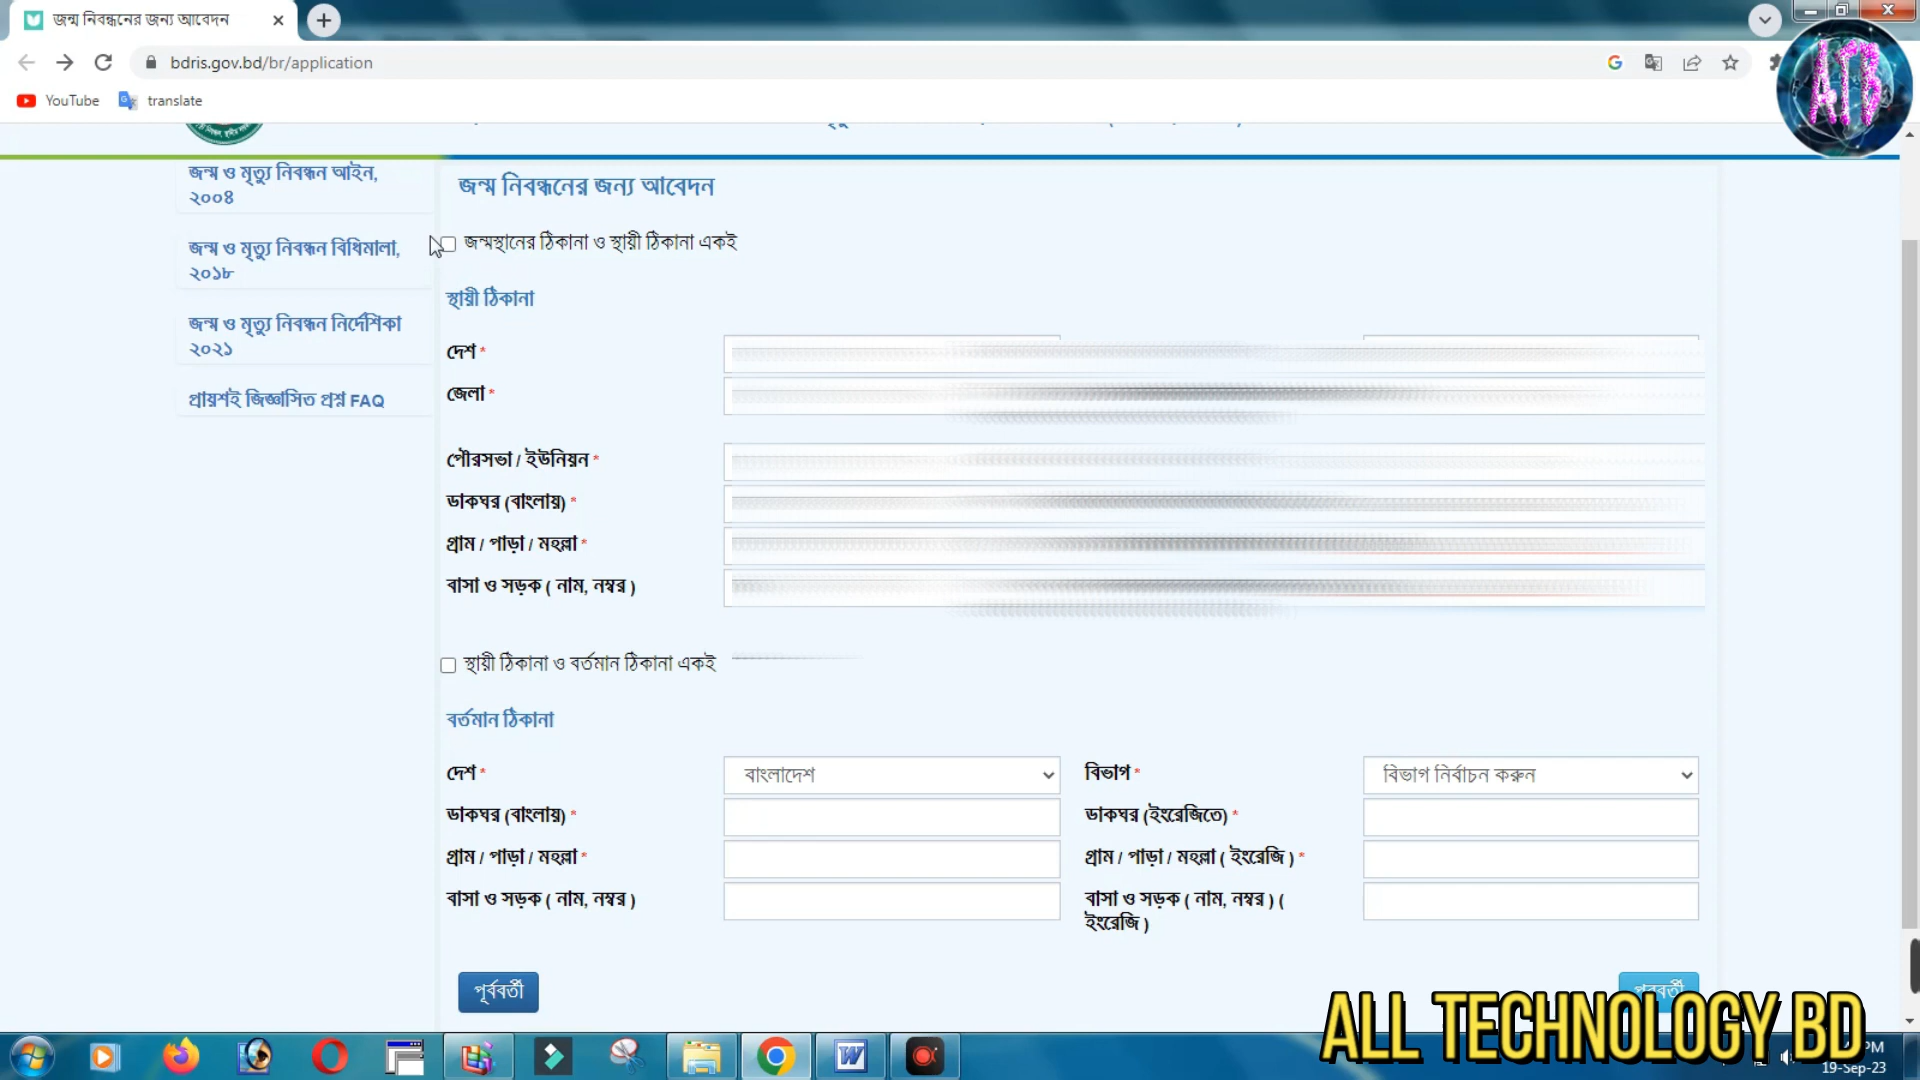 জন্ম নিবন্ধনের জন্য আবেদন
bdris.gov.bd/br/application
YouTube translate
ATB
জন্ম ও মৃত্যু নিবন্ধন আইন, ২০০৪
জন্ম ও মৃত্যু নিবন্ধন বিধিমালা, ২০১৮
জন্ম ও মৃত্যু নিবন্ধন নির্দেশিকা ২০২১
প্রায়শই জিজ্ঞাসিত প্রশ্ন FAQ
জন্ম নিবন্ধনের জন্য আবেদন
জন্মস্থানের ঠিকানা ও স্থায়ী ঠিকানা একই
স্থায়ী ঠিকানা
দেশ *
জেলা *
পৌরসভা / ইউনিয়ন *
ডাকঘর (বাংলায়) *
গ্রাম / পাড়া / মহল্লা *
বাসা ও সড়ক ( নাম, নম্বর )
স্থায়ী ঠিকানা ও বর্তমান ঠিকানা একই
বর্তমান ঠিকানা
দেশ * বাংলাদেশ বিভাগ * বিভাগ নির্বাচন করুন
ডাকঘর (বাংলায়) * ডাকঘর (ইংরেজিতে) *
গ্রাম / পাড়া / মহল্লা * গ্রাম / পাড়া / মহল্লা ( ইংরেজি ) *
বাসা ও সড়ক ( নাম, নম্বর ) বাসা ও সড়ক ( নাম, নম্বর ) (
ইংরেজি )
পূর্ববর্তী
ALL TECHNOLOGY BD
PM
19-Sep-23